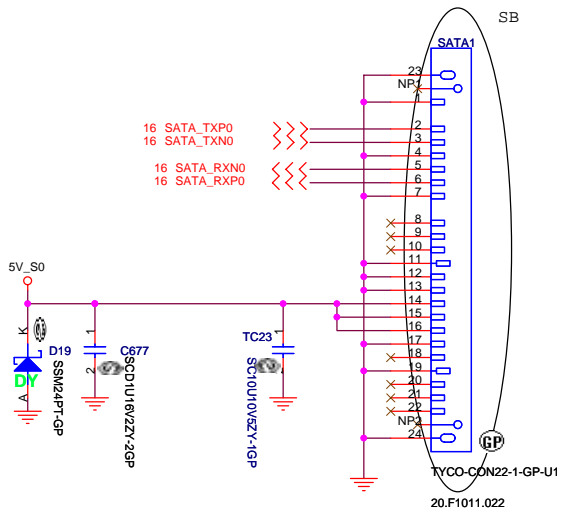 SB
SATA1
23
NP1
1
16 SATA_TXP0
2
16 SATA_TXN0
3
4
16 SATA_RXN0
5
16 SATA_RXP0
6
7
8
9
10
11
12
13
14
15
16
17
18
19
20
21
22
NP2
24
5V_S0
K
D19
DY
A
SSM24PT-GP
1
C677
2
SCD1U16V2ZY-2GP
1
TC23
2
SC10U10V5ZY-1GP
GP
TYCO-CON22-1-GP-U1
20.F1011.022